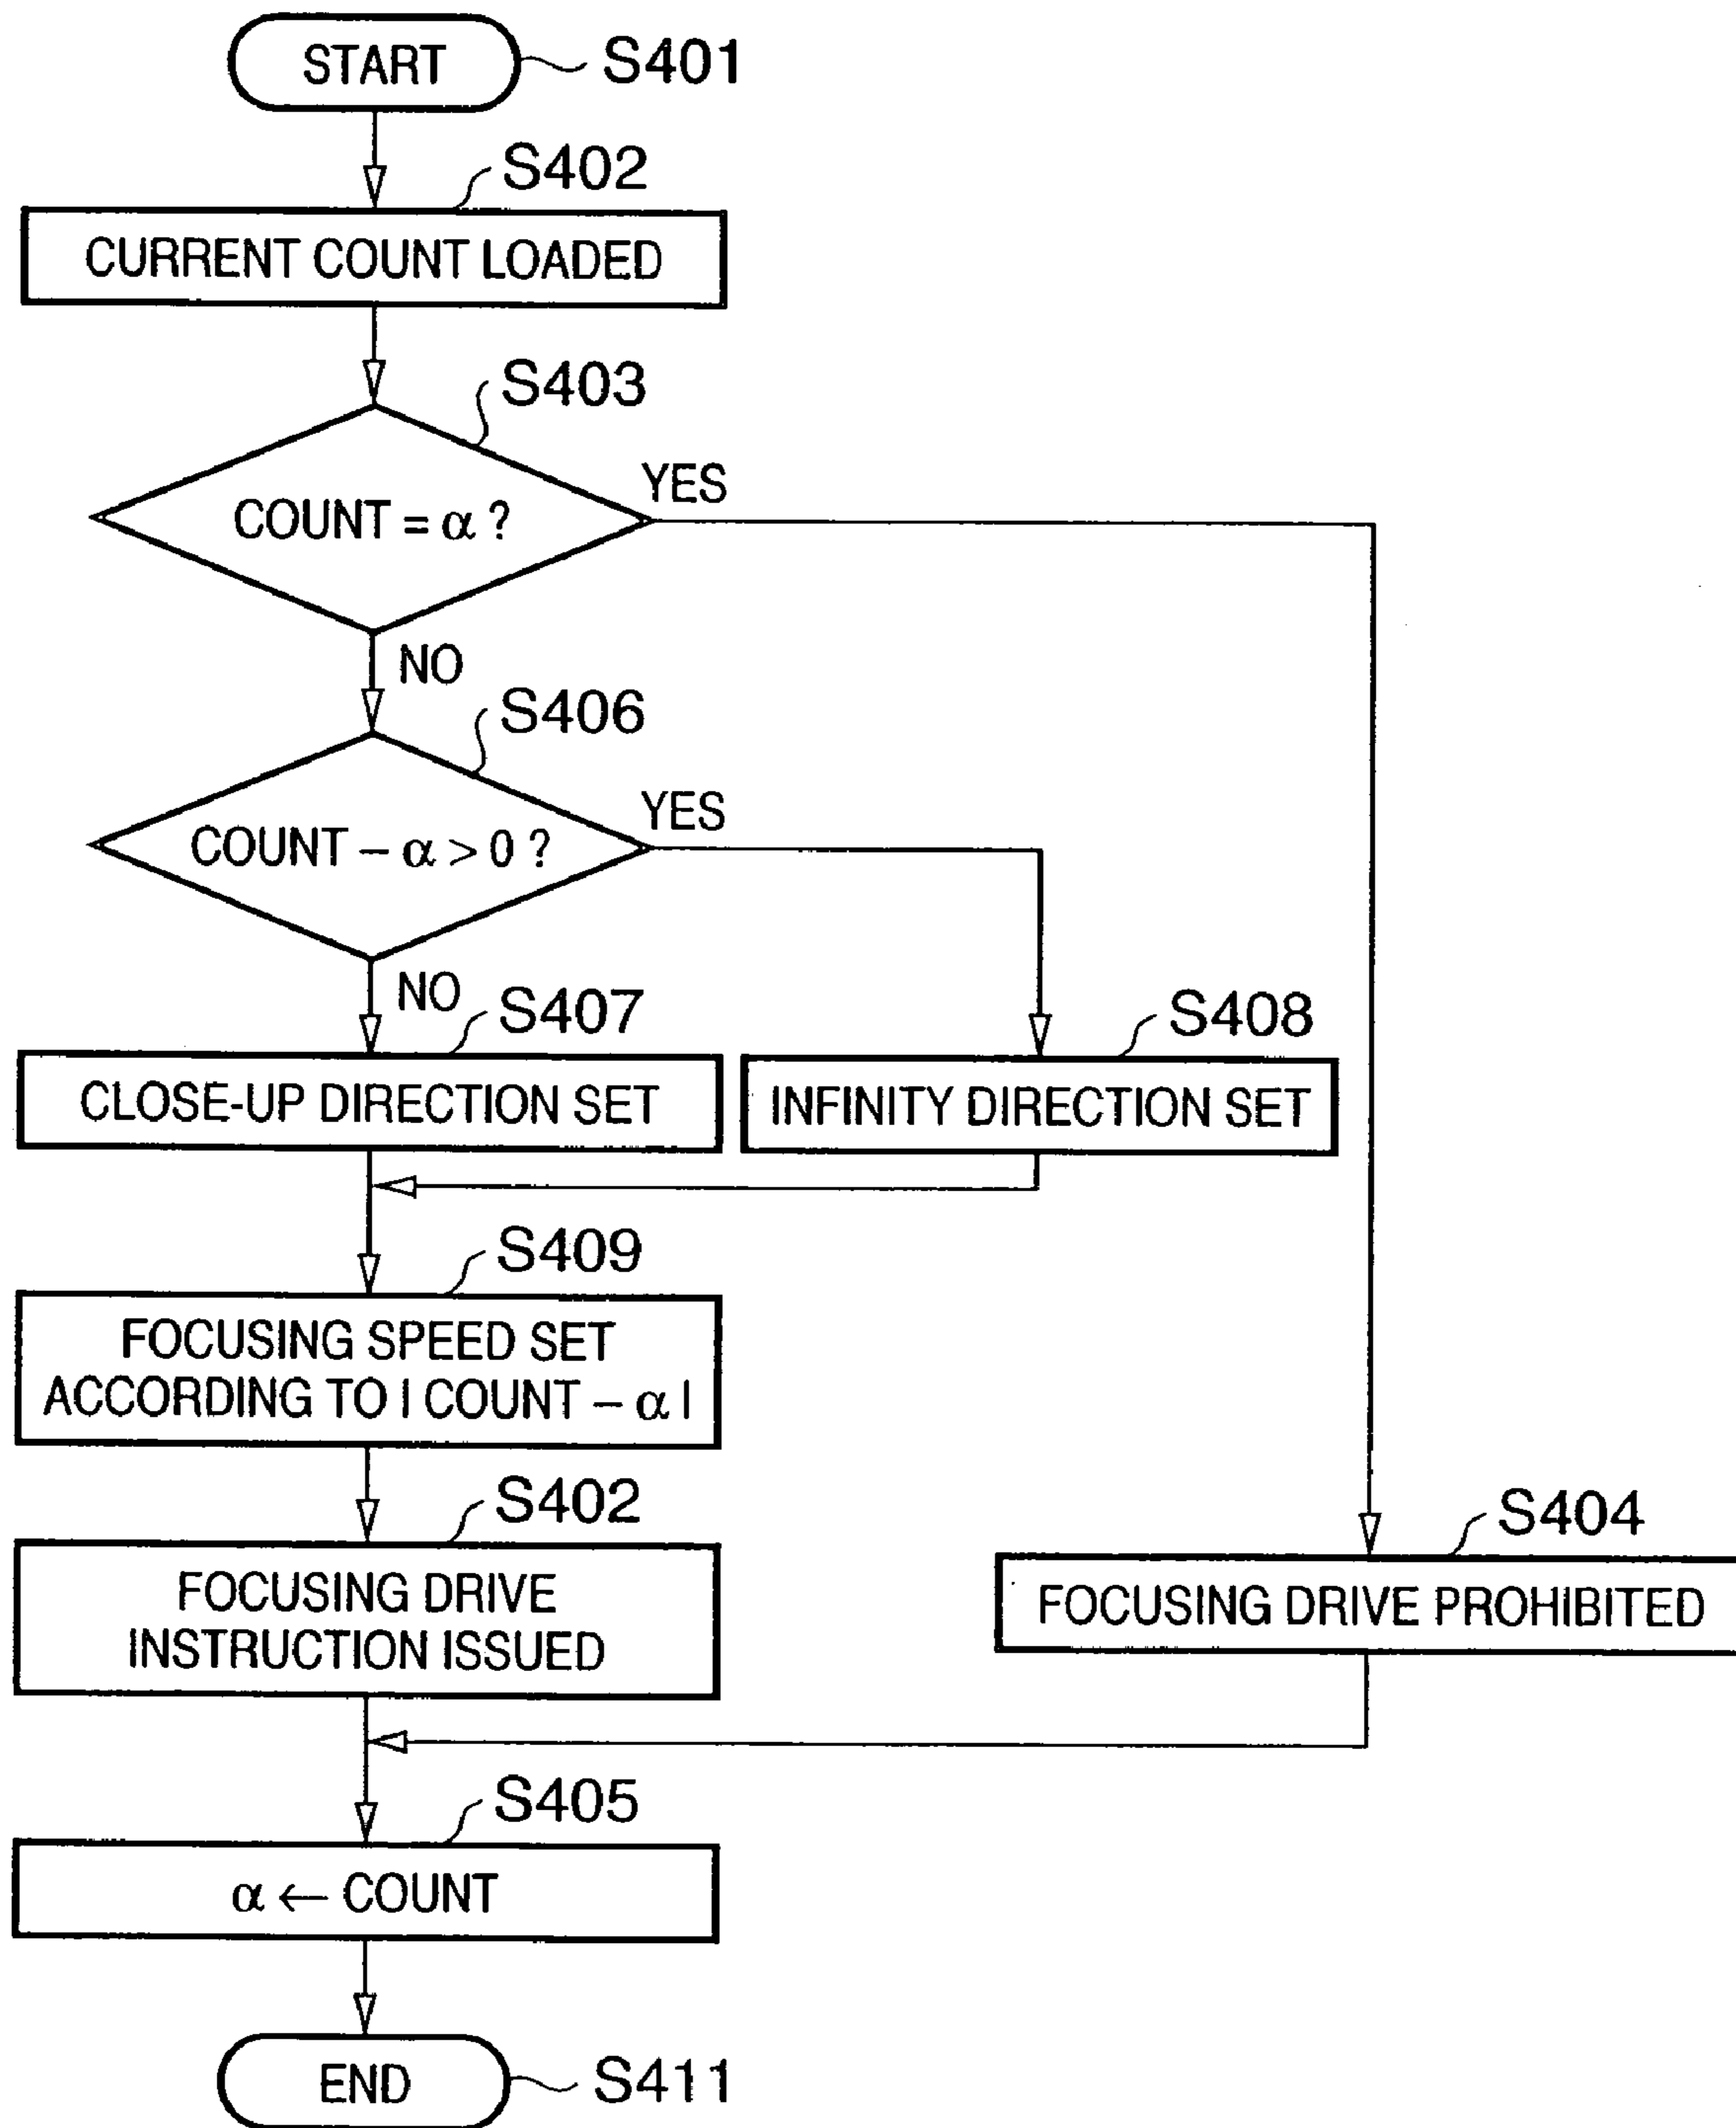 START
S401
S402
CURRENT COUNT LOADED
S403
COUNT = α ?
YES
NO
S406
COUNT – α > 0 ?
YES
NO
S407
S408
CLOSE-UP DIRECTION SET
INFINITY DIRECTION SET
S409
FOCUSING SPEED SET
ACCORDING TO | COUNT – α |
S402
FOCUSING DRIVE
INSTRUCTION ISSUED
S404
FOCUSING DRIVE PROHIBITED
S405
α ← COUNT
END
S411